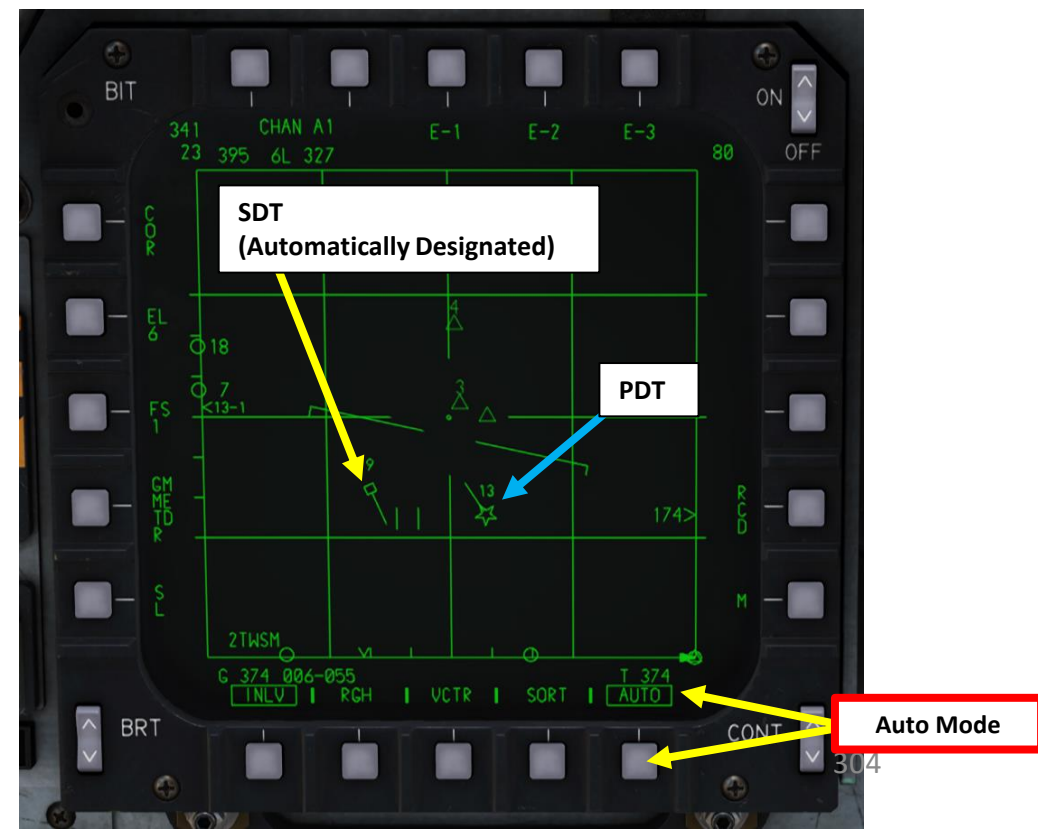 BIT
ON
OFF
341
CHAN A1
E-1
E-2
E-3
23
395
6L
327
80
SDT
(Automatically Designated)
C
O
R
EL
6
4
18
PDT
7
3
<13-1
FS
1
9
13
GM
ME
TD
R
174>
R
C
D
S
L
M
2TWSM
G 374 006-055
T 374
INLV
RGH
VCTR
SORT
AUTO
BRT
CONT
Auto Mode
304